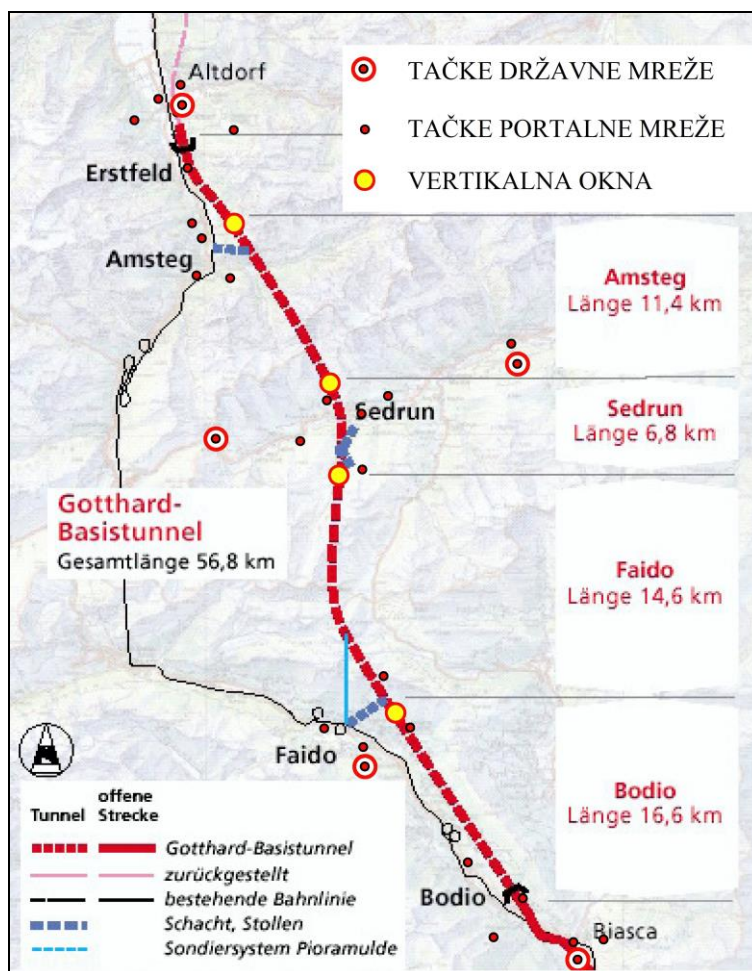 Altdorf
TAČKE DRŽAVNE MREŽE
TAČKE PORTALNE MREŽE
Erstfeld
VERTIKALNA OKNA
Amsteg
Amsteg
Länge 11,4 km
Sedrun
Sedrun
Länge 6,8 km
Gotthard-
Basistunnel
Gesamtlänge 56,8 km
Faido
Länge 14,6 km
Faido
Bodio
Länge 16,6 km
Bodio
Biasca
Tunnel
offene
Strecke
Gotthard-Basistunnel
zurückgestellt
bestehende Bahnlinie
Schacht, Stollen
Sondiersystem Pioramulde